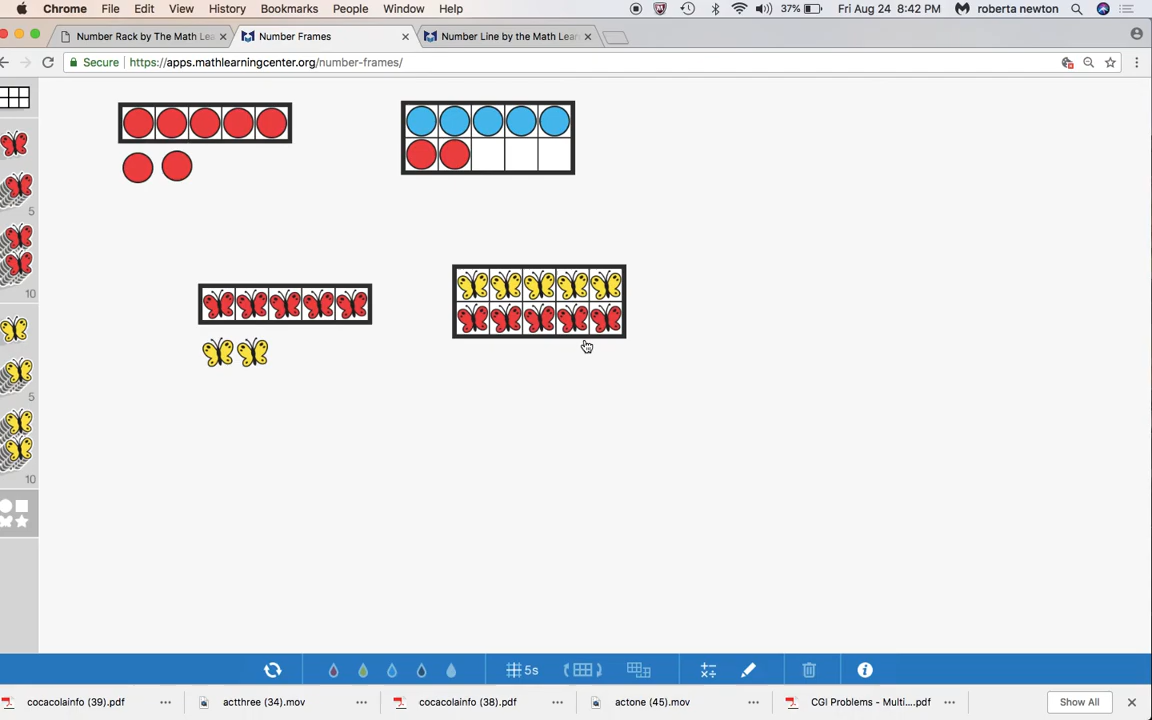 Chrome File Edit View History Bookmarks People Window Help 37% Fri Aug 24 8:42 PM roberta newton
Number Rack by The Math Lea Number Frames Number Line by the Math Lear
Secure https://apps.mathlearningcenter.org/number-frames/
5
10
5
10
5s
cocacolainfo (39).pdf actthree (34).mov cocacolainfo (38).pdf actone (45).mov CGI Problems - Multi....pdf Show All